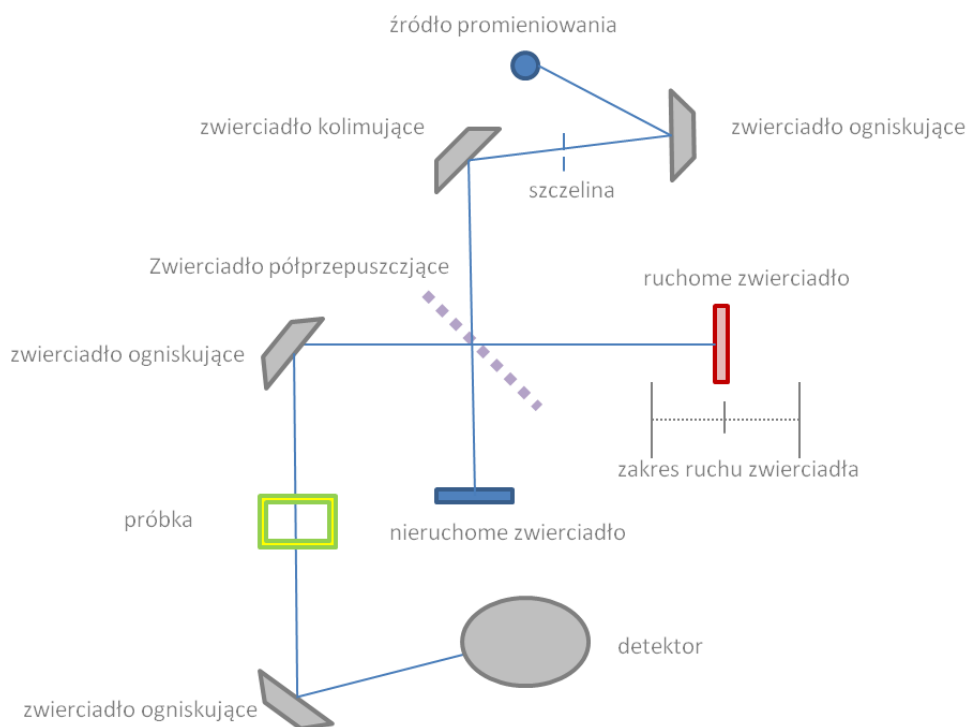 źródło promieniowania
zwierciadło kolimujące
zwierciadło ogniskujące
szczelina
Zwierciadło półprzepuszczjące
ruchome zwierciadło
zwierciadło ogniskujące
zakres ruchu zwierciadła
próbka
nieruchome zwierciadło
detektor
zwierciadło ogniskujące